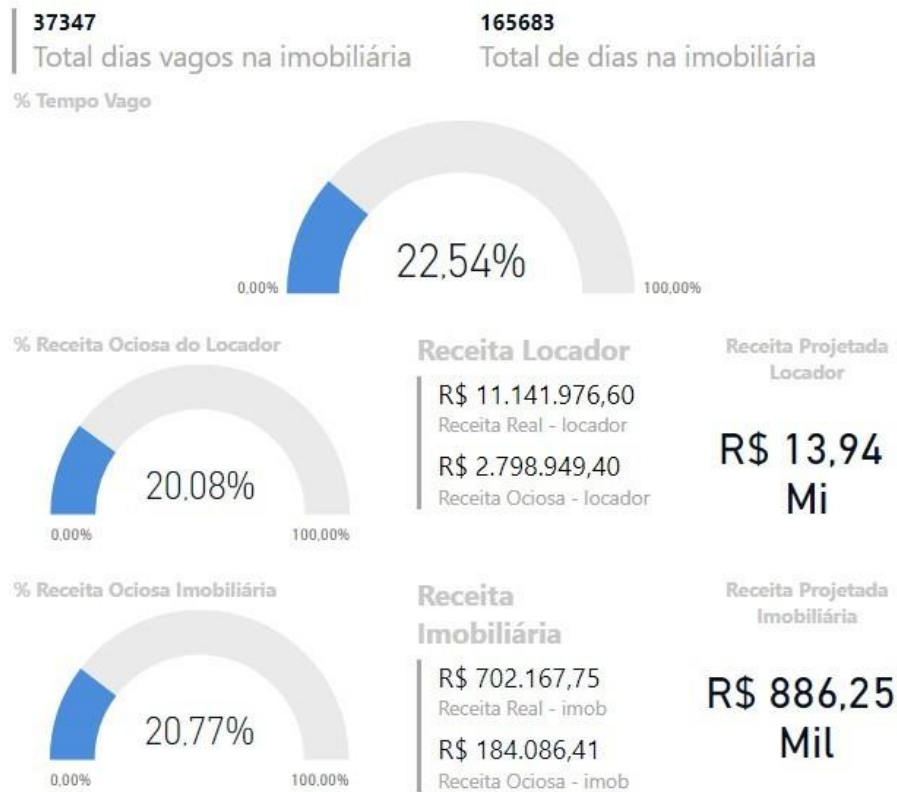 37347
Total dias vagos na imobiliária
165683
Total de dias na imobiliária
% Tempo Vago
22,54%
0,00%
100,00%
% Receita Ociosa do Locador
20,08%
0,00%
100,00%
Receita Locador
R$ 11.141.976,60
Receita Real - locador
R$ 2.798.949,40
Receita Ociosa - locador
Receita Projetada
Locador
R$ 13,94
Mi
% Receita Ociosa Imobiliária
20,77%
0,00%
100,00%
Receita
Imobiliária
R$ 702.167,75
Receita Real - imob
R$ 184.086,41
Receita Ociosa - imob
Receita Projetada
Imobiliária
R$ 886,25
Mil